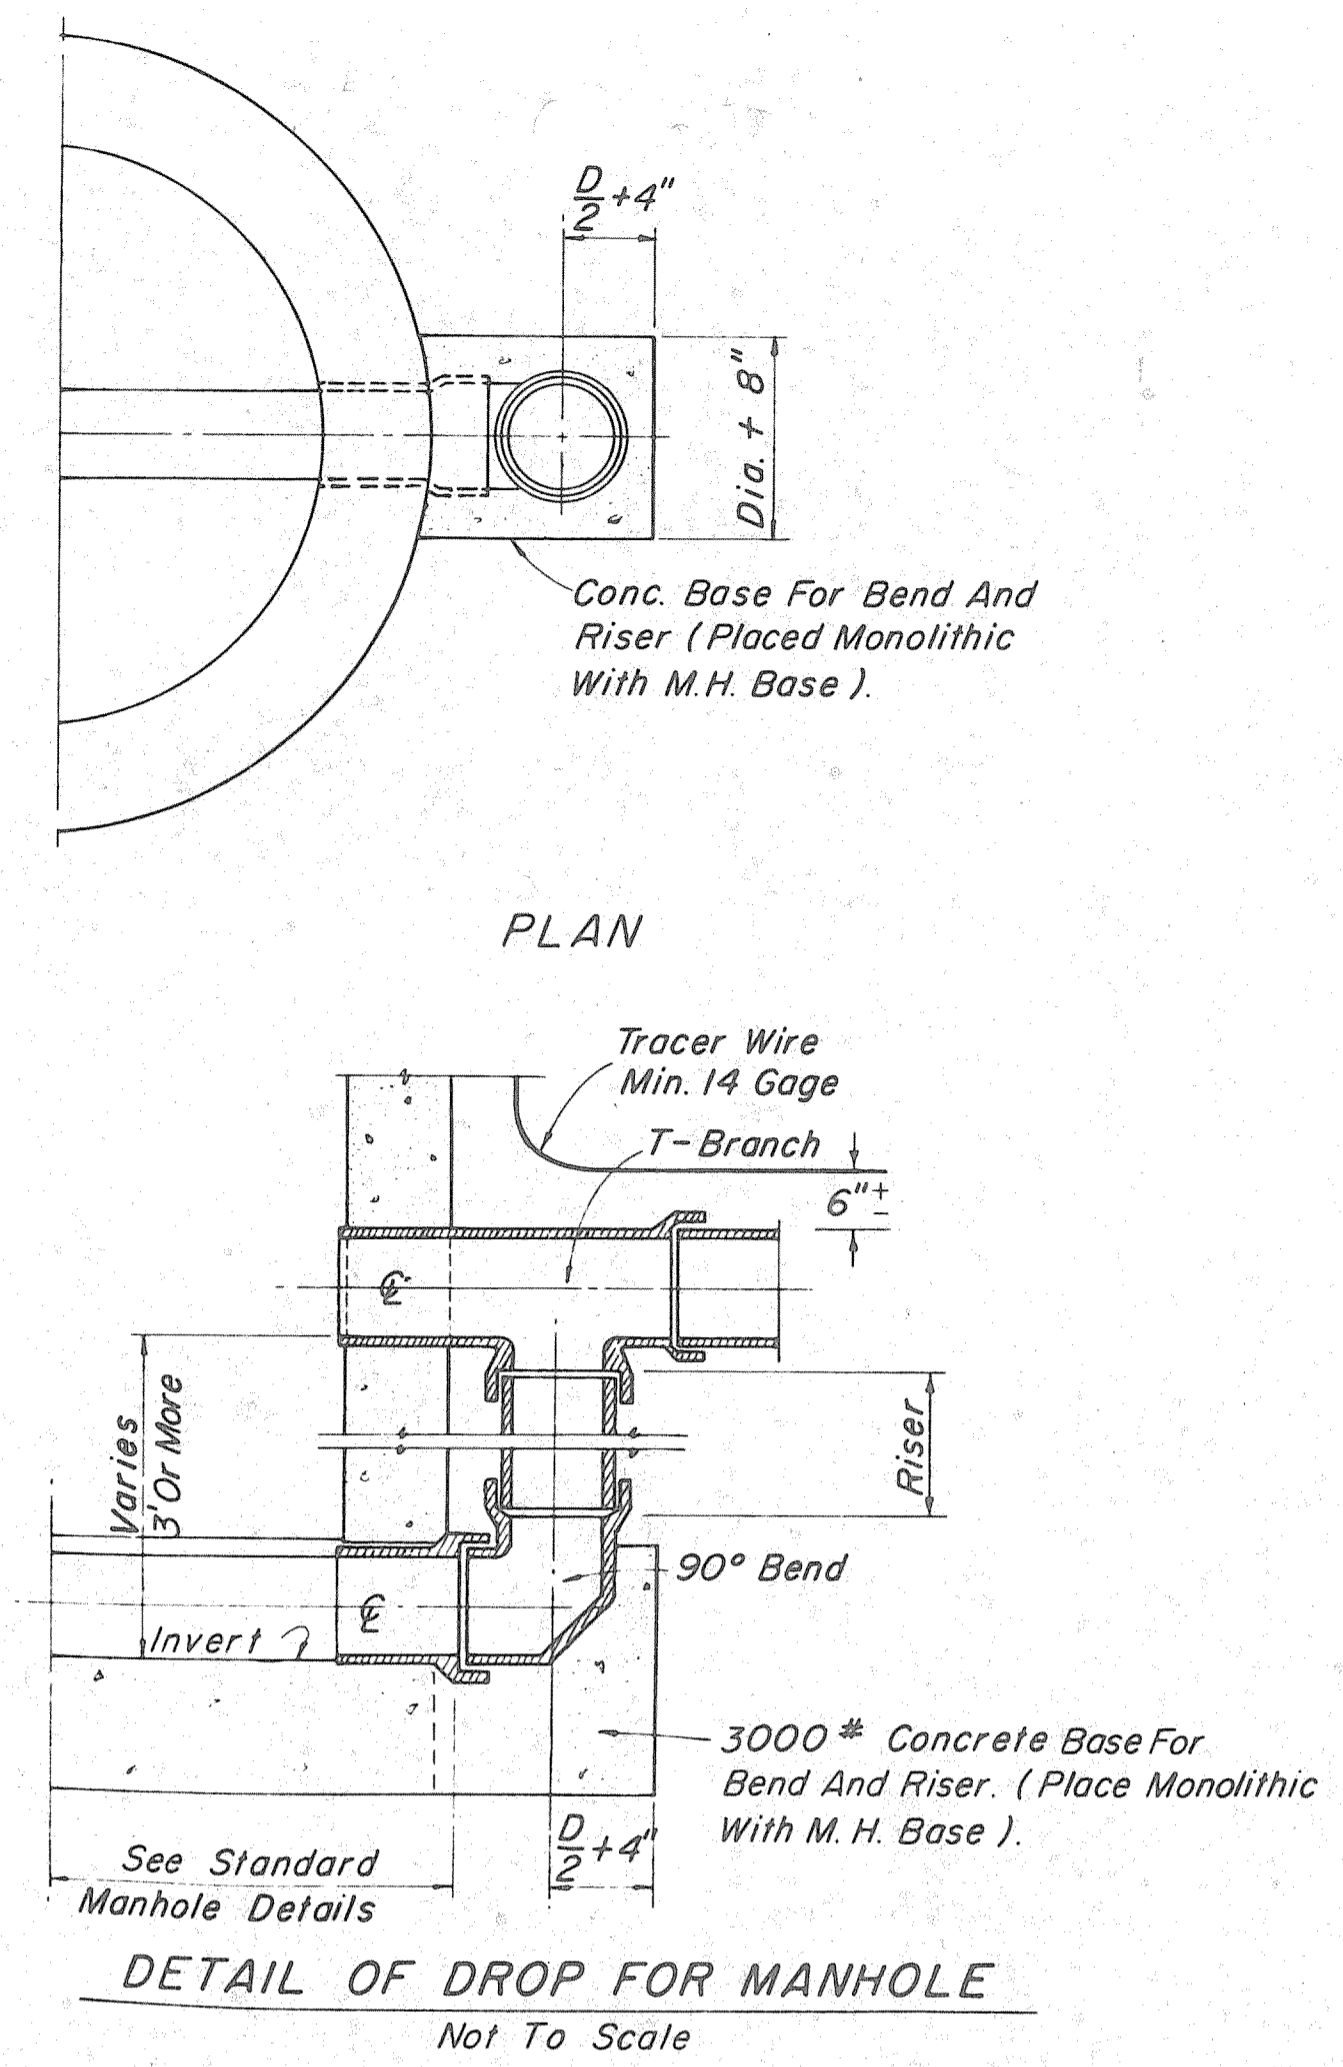 D/2 +4"
Dia. + 8"
Conc. Base For Bend And
Riser (Placed Monolithic
With M.H. Base).
PLAN
Tracer Wire
Min. 14 Gage
T-Branch
6"±
℄
Varies
3' Or More
Riser
90° Bend
℄
Invert
3000# Concrete Base For
Bend And Riser. (Place Monolithic
With M.H. Base).
D/2 +4"
See Standard
Manhole Details
DETAIL OF DROP FOR MANHOLE
Not To Scale